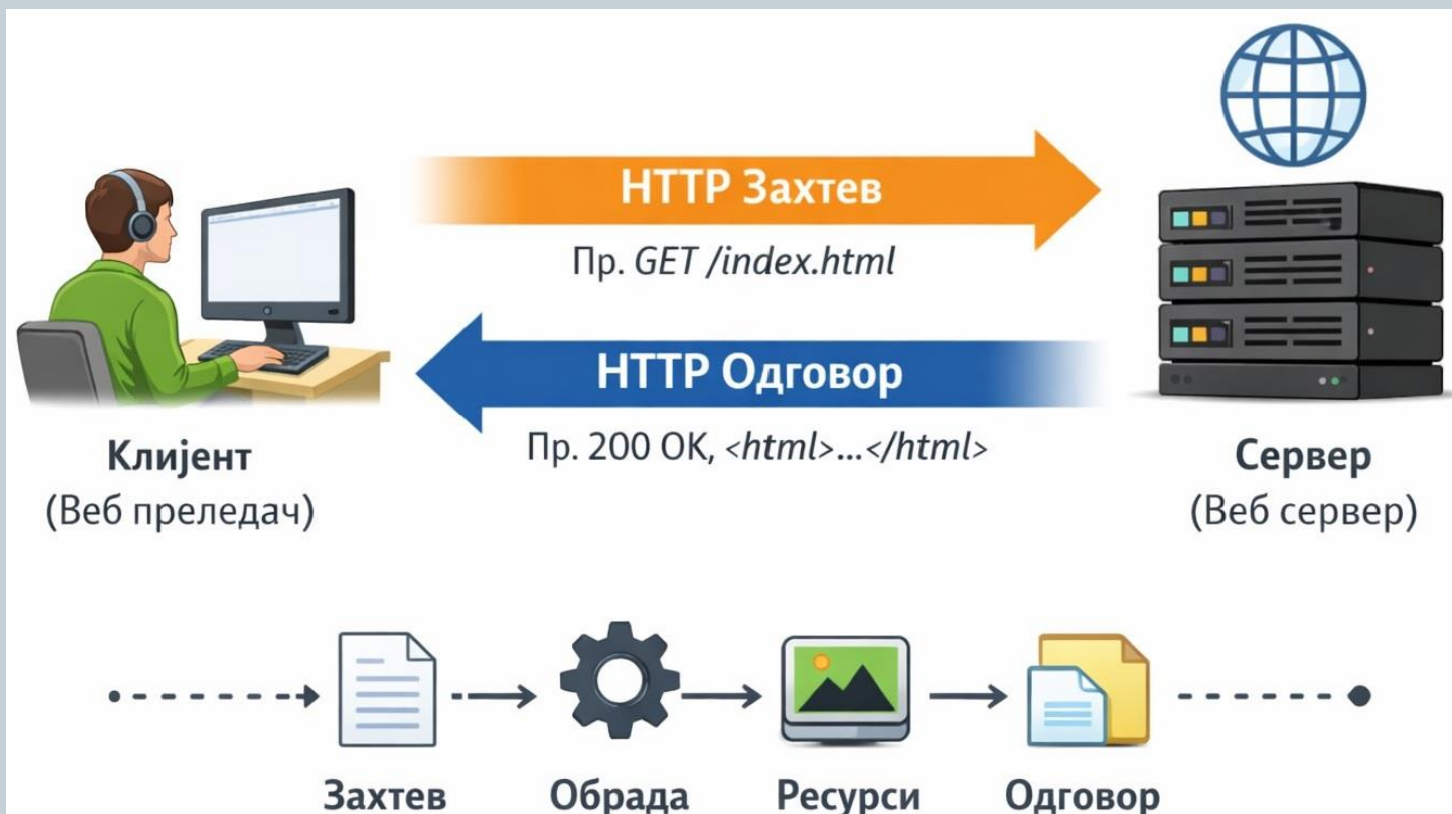 HTTP Захтев
Пр. GET /index.html
HTTP Одговор
Пр. 200 OK, <html>...</html>
Клијент
(Веб преледач)
Сервер
(Веб сервер)
Захтев
Обрада
Ресурси
Одговор